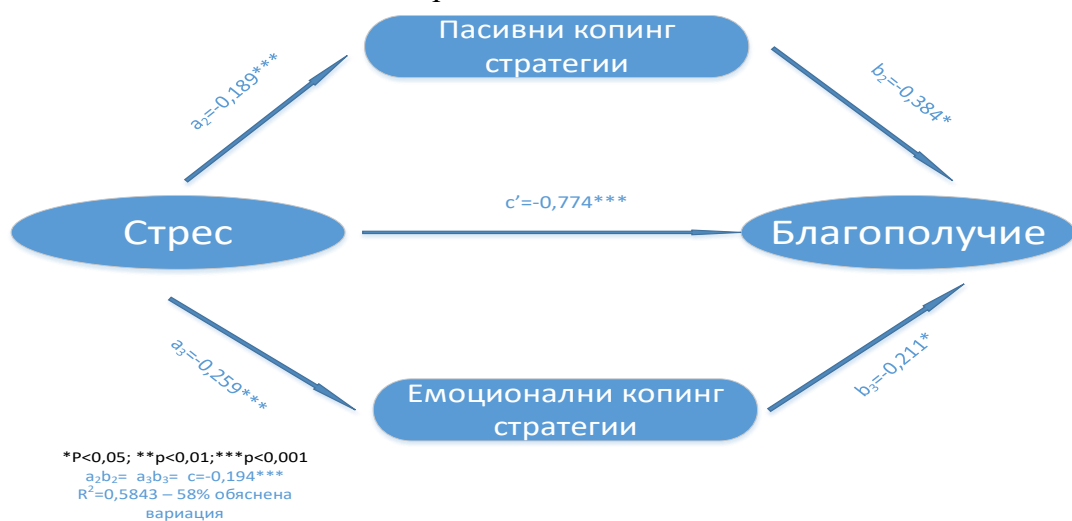 Пасивни копинг
стратегии
a₂=-0,189***
b₂=-0,384*
c’=-0,774***
Стрес
Благополучие
a₃=-0,259***
b₃=-0,211*
Емоционални копинг
стратегии
*P<0,05; **p<0,01;***p<0,001
a₂b₂= a₃b₃= c=-0,194***
R²=0,5843 – 58% обяснена
вариация